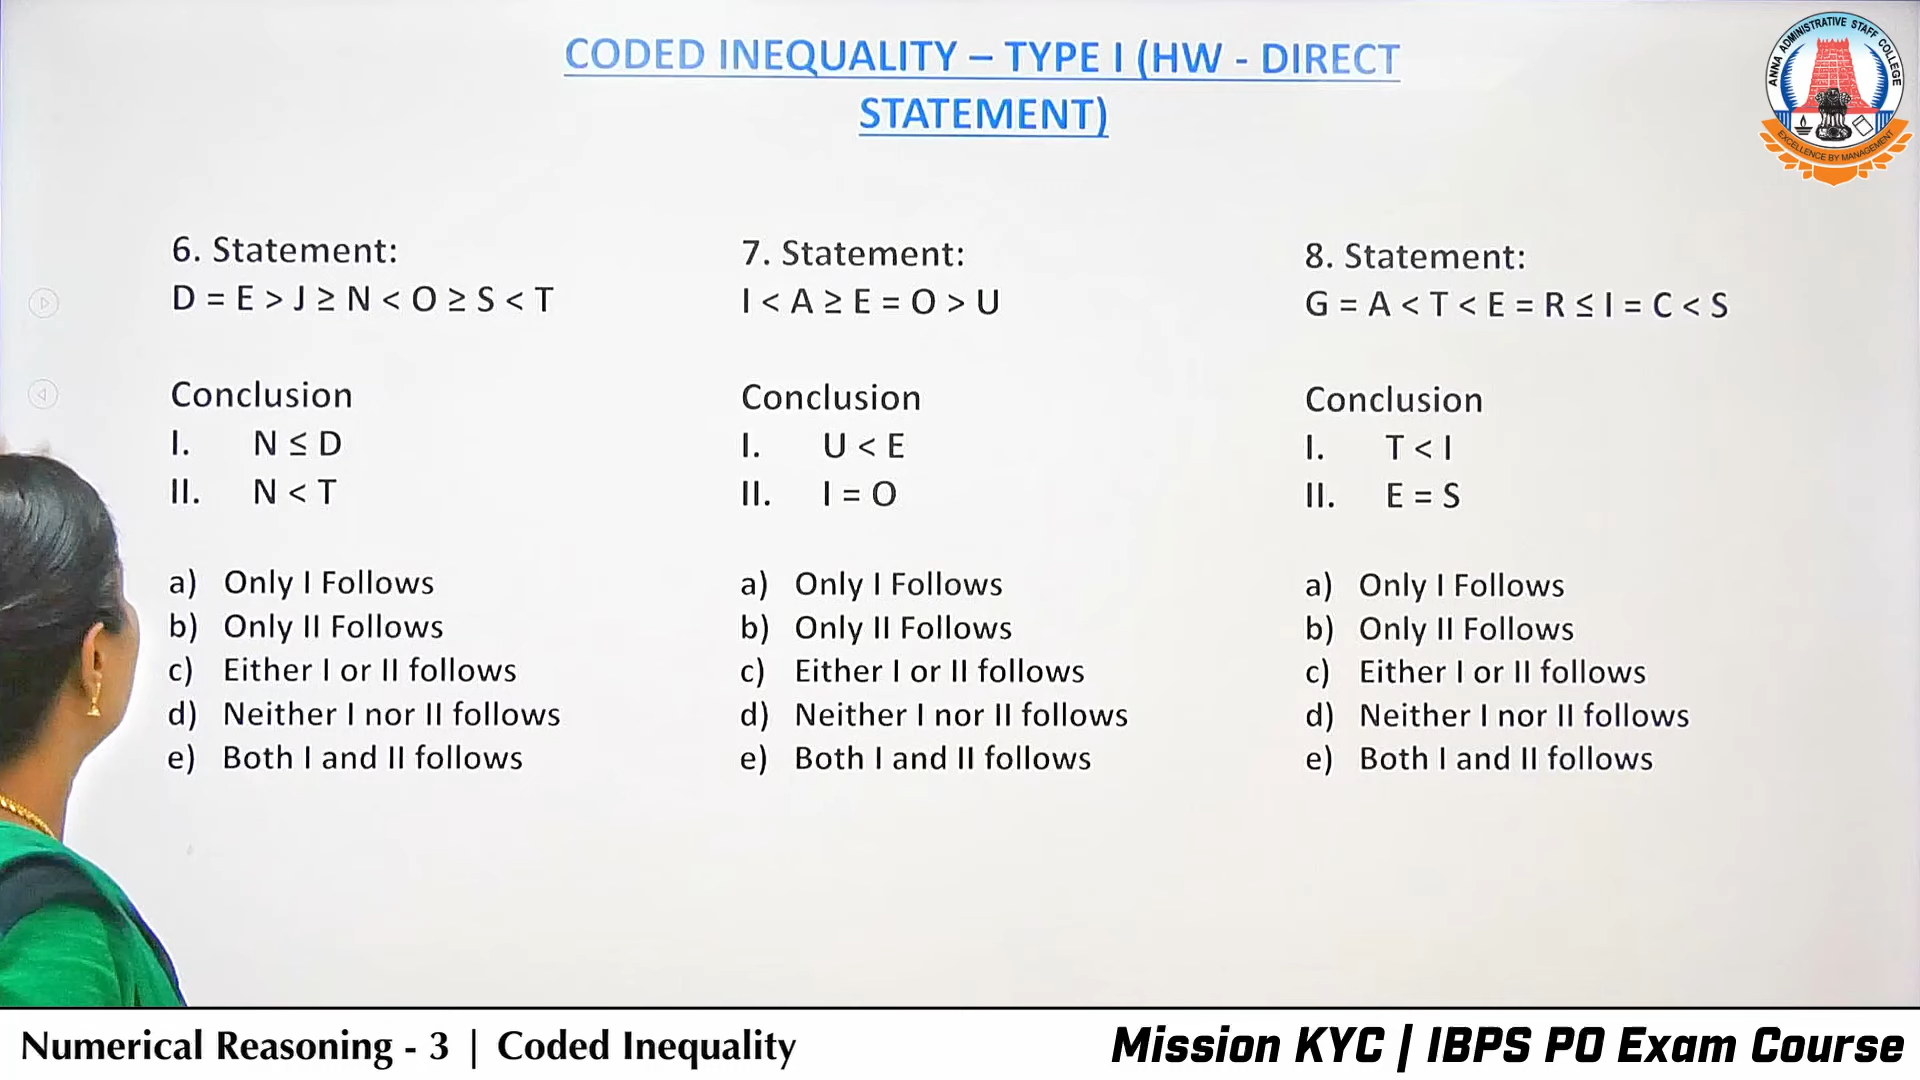 CODED INEQUALITY – TYPE I (HW - DIRECT
STATEMENT)
ANNA ADMINISTRATIVE STAFF COLLEGE
EXCELLENCE BY MANAGEMENT
6. Statement:
D = E > J ≥ N < O ≥ S < T
Conclusion
I. N ≤ D
II. N < T
a) Only I Follows
b) Only II Follows
c) Either I or II follows
d) Neither I nor II follows
e) Both I and II follows
7. Statement:
I < A ≥ E = O > U
Conclusion
I. U < E
II. I = O
a) Only I Follows
b) Only II Follows
c) Either I or II follows
d) Neither I nor II follows
e) Both I and II follows
8. Statement:
G = A < T < E = R ≤ I = C < S
Conclusion
I. T < I
II. E = S
a) Only I Follows
b) Only II Follows
c) Either I or II follows
d) Neither I nor II follows
e) Both I and II follows
Numerical Reasoning - 3 | Coded Inequality
Mission KYC | IBPS PO Exam Course